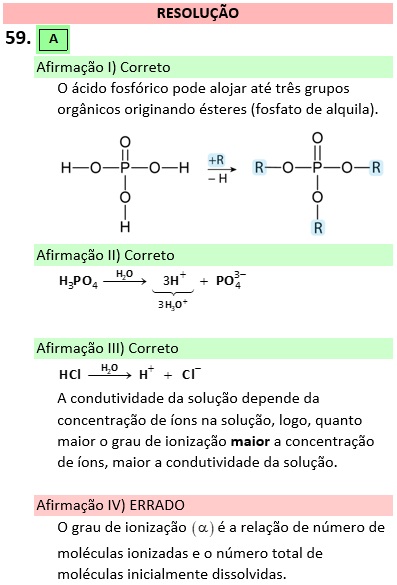 RESOLUÇÃO
59. A
Afirmação I) Correto
O ácido fosfórico pode alojar até três grupos
orgânicos originando ésteres (fosfato de alquila).
O O
H—O—P—O—H +R R—O—P—O—R
– H
O O
H R
Afirmação II) Correto
H₃PO₄ H₂O 3H⁺ + PO₄³⁻
3H₃O⁺
Afirmação III) Correto
HCl H₂O H⁺ + Cl⁻
A condutividade da solução depende da
concentração de íons na solução, logo, quanto
maior o grau de ionização maior a concentração
de íons, maior a condutividade da solução.
Afirmação IV) ERRADO
O grau de ionização (α) é a relação de número de
moléculas ionizadas e o número total de
moléculas inicialmente dissolvidas.